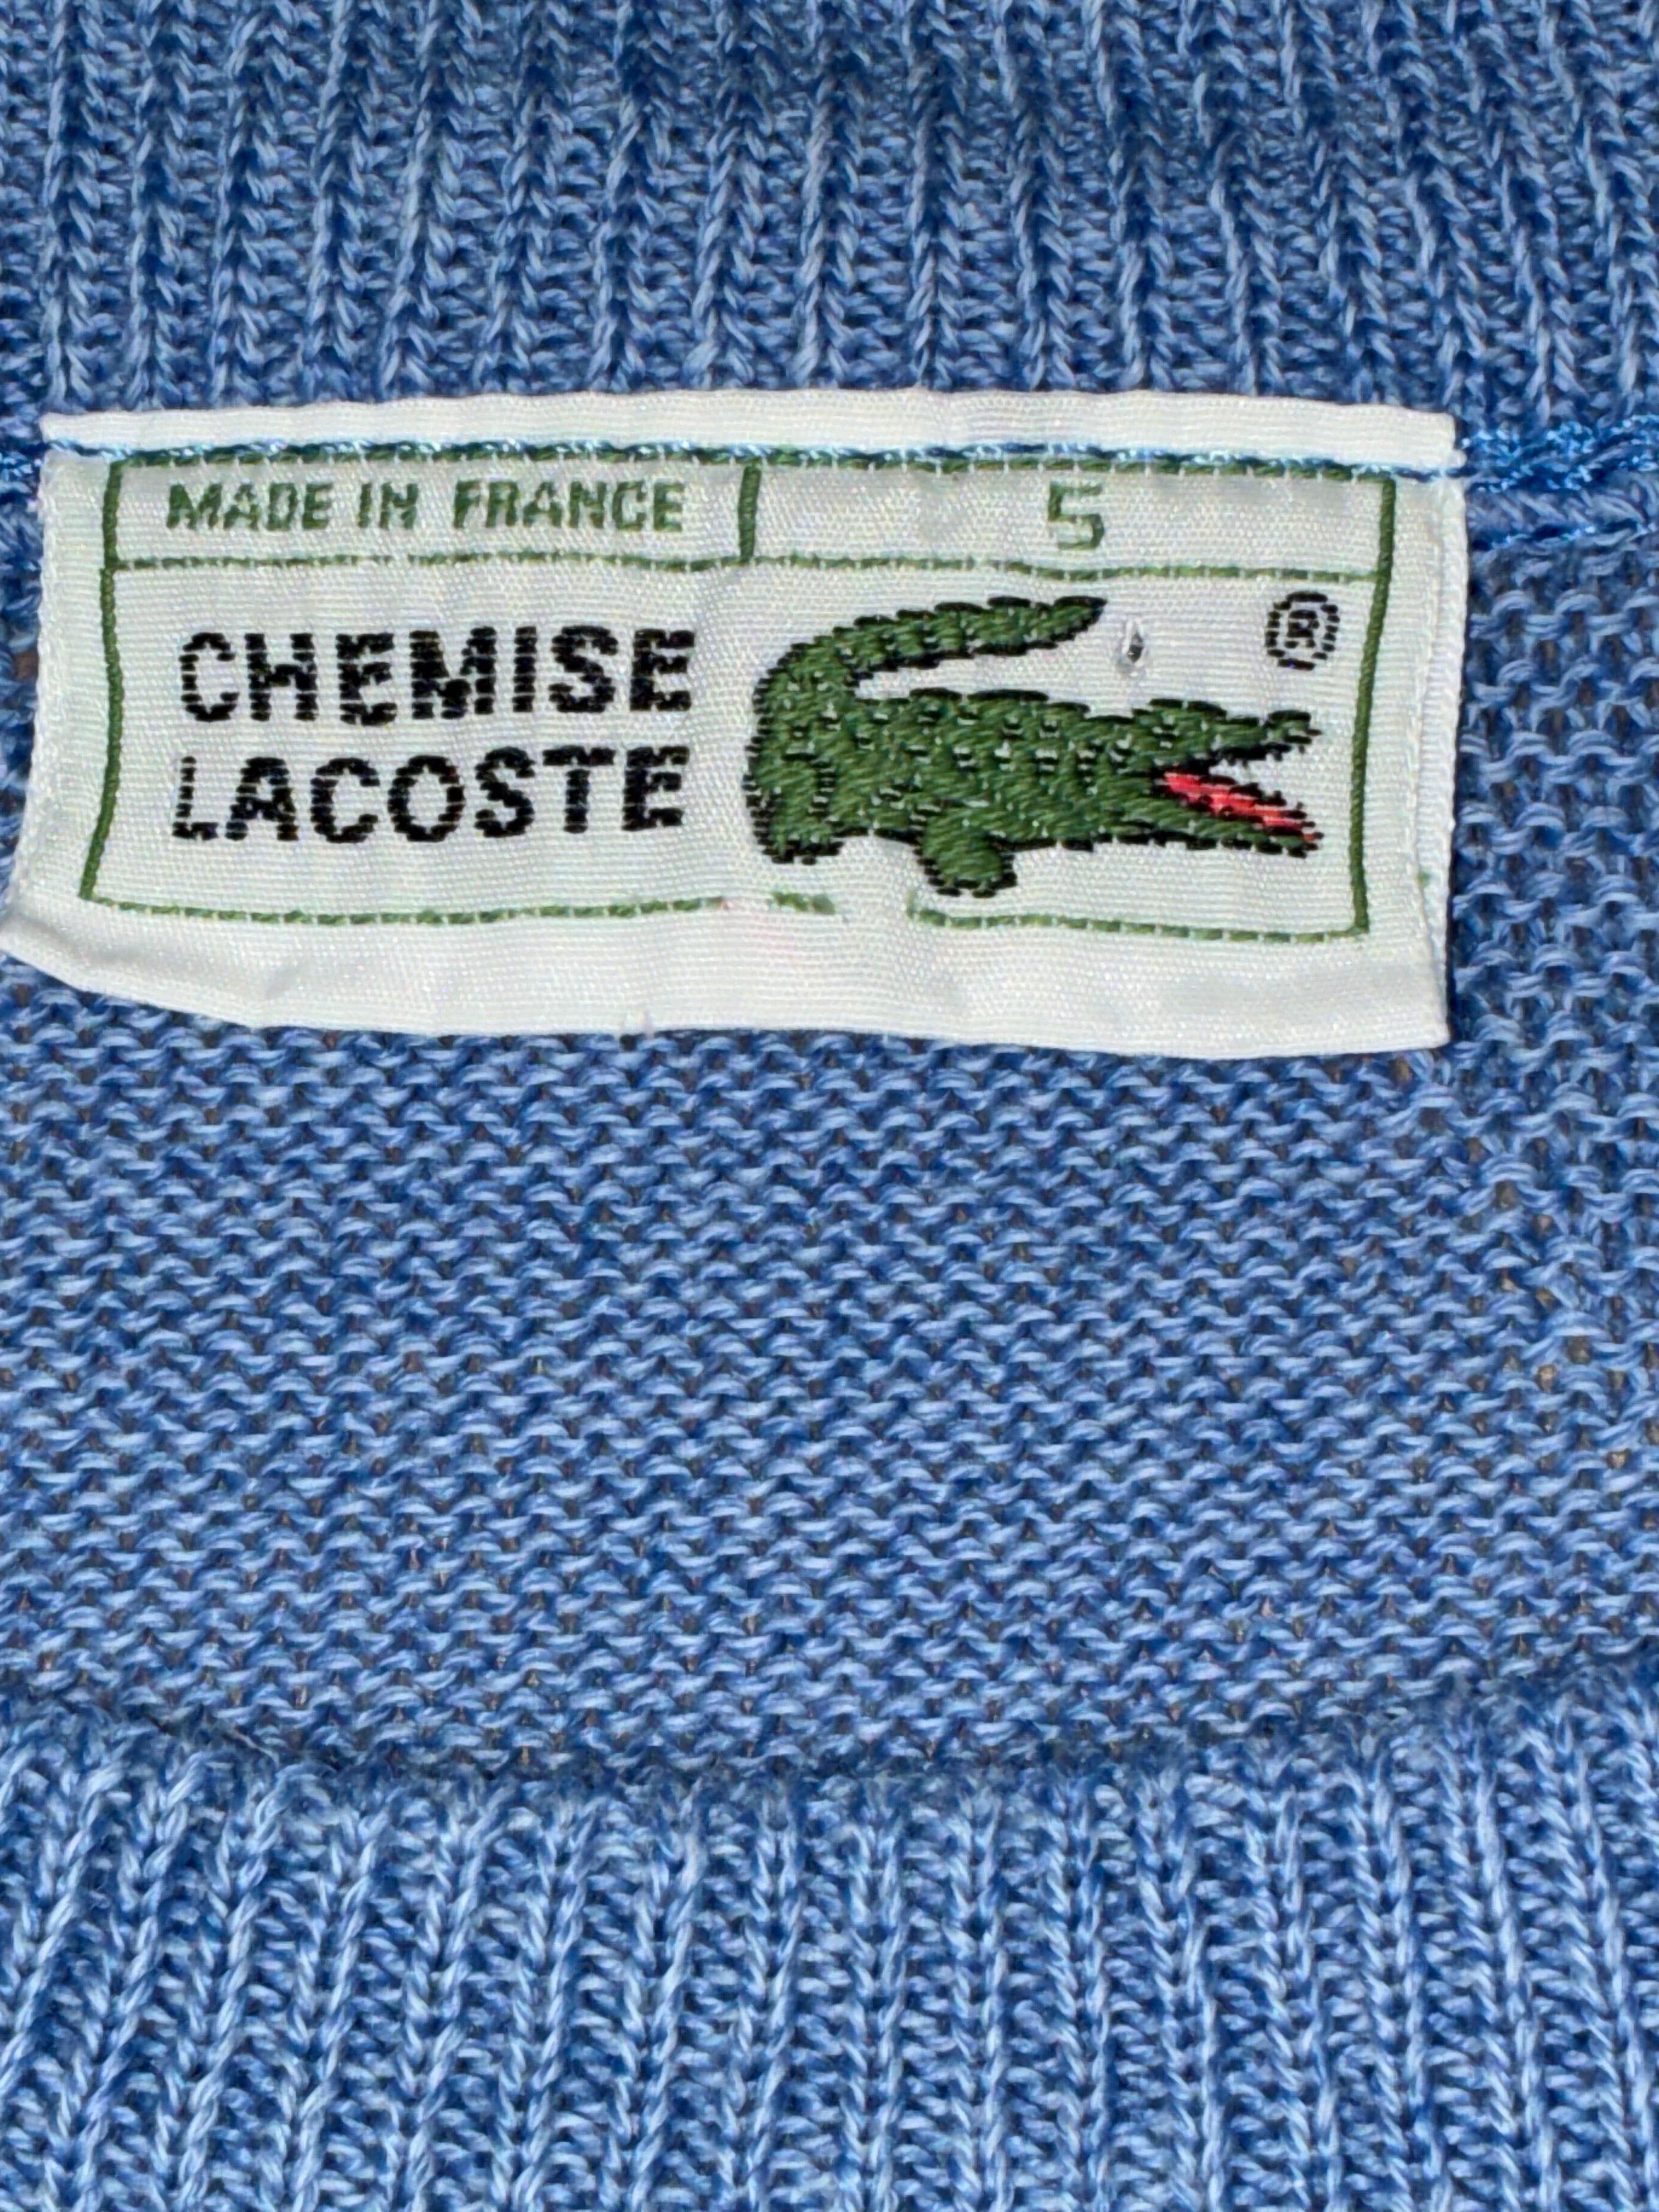 MADE IN FRANCE 5
CHEMISE
LACOSTE
®